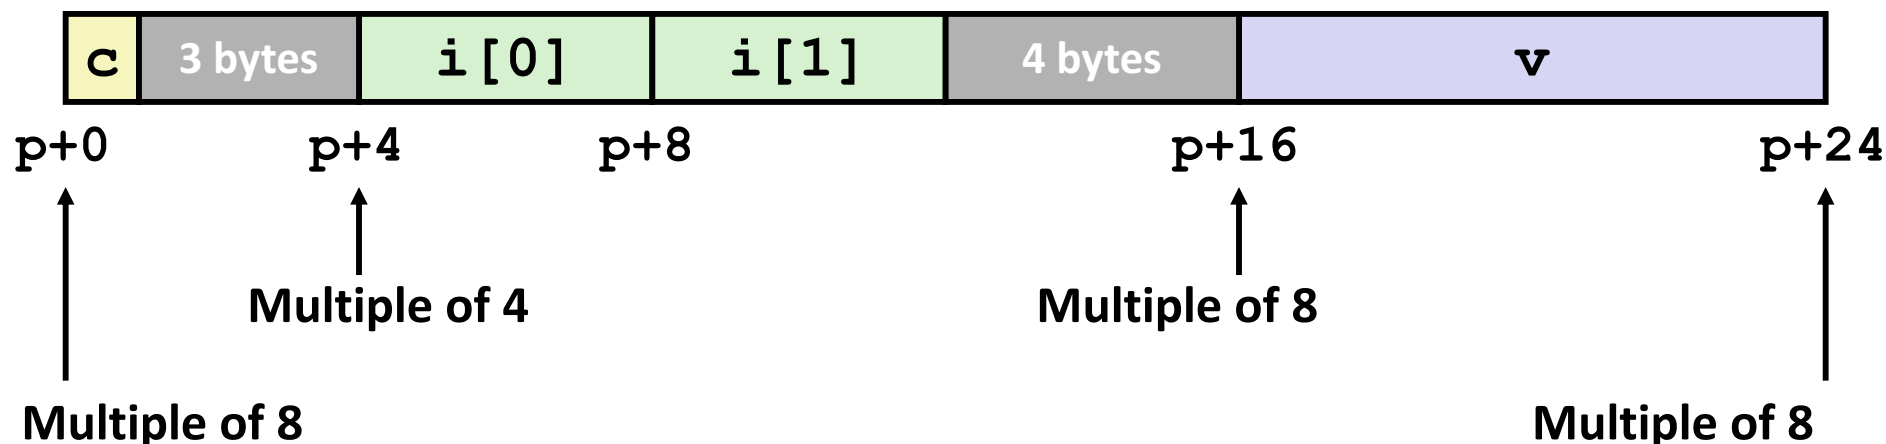 c 3 bytes i[0] i[1] 4 bytes v
p+0 p+4 p+8 p+16 p+24
Multiple of 4 Multiple of 8
Multiple of 8 Multiple of 8